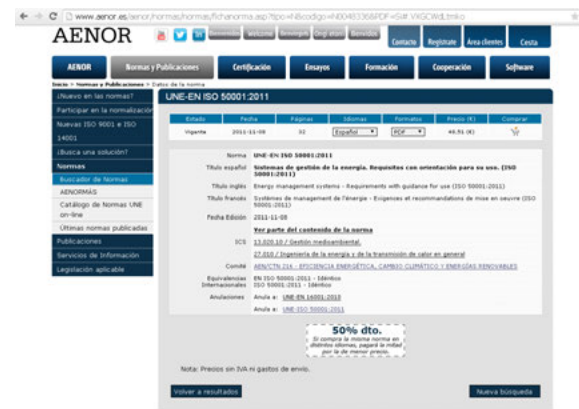 www.aenor.es/aenor/normas/normas/fichanorma.asp?
AENOR
Bienvenidos Welcome Benvinguts Ongi etorri Benvidos
Contacto Regístrate Área clientes Cesta
AENOR Normas y Publicaciones Certificación Ensayos Formación Cooperación Software
Inicio > Normas y Publicaciones > Datos de la norma
¿Nuevo en las normas?
Participar en la normalización
Nuevas ISO 9001 e ISO
14001
¿Busca una solución?
Normas
Buscador de Normas
AENORMÁS
Catálogo de Normas UNE
on-line
Últimas normas publicadas
Publicaciones
Servicios de Información
Legislación aplicable
UNE-EN ISO 50001:2011
Estado Fecha Páginas Idiomas Formatos Precio (€) Comprar
Vigente 2011-11-08 32 Español PDF 46,51 (€)
Norma UNE-EN ISO 50001:2011
Título español Sistemas de gestión de la energía. Requisitos con orientación para su uso. (ISO
50001:2011)
Título inglés Energy management systems - Requirements with guidance for use (ISO 50001:2011)
Título francés Systèmes de management de l'énergie - Exigences et recommandations de mise en oeuvre (ISO
50001:2011)
Fecha Edición 2011-11-08
Ver parte del contenido de la norma
ICS 13.020.10 / Gestión medioambiental.
27.010 / Ingeniería de la energía y de la transmisión de calor en general
Comité AEN/CTN 216 - EFICIENCIA ENERGÉTICA, CAMBIO CLIMÁTICO Y ENERGÍAS RENOVABLES
Equivalencias EN ISO 50001:2011 - Idéntico
Internacionales ISO 50001:2011 - Idéntico
Anulaciones Anula a: UNE-EN 16001:2010
Anula a: UNE-ISO 50001:2011
50% dto.
Si compra la misma norma en
distintos idiomas, pagará la mitad
por la de menor precio.
Nota: Precios sin IVA ni gastos de envío.
Volver a resultados Nueva búsqueda